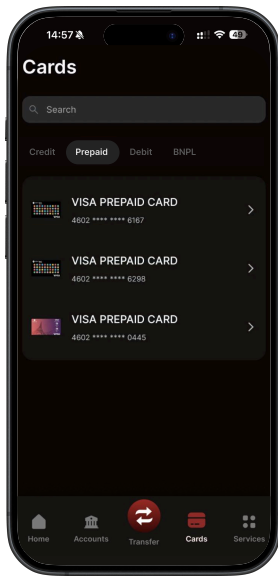 14:57
49
Cards
Search
Credit Prepaid Debit BNPL
VISA PREPAID CARD
4602 **** **** 6167
VISA PREPAID CARD
4602 **** **** 6298
VISA PREPAID CARD
4602 **** **** 0445
Home Accounts Transfer Cards Services